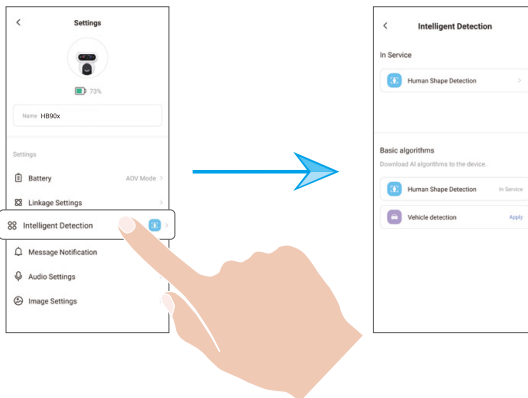 Settings
73%
Name HB90x
Settings
Battery AOV Mode >
Linkage Settings >
Intelligent Detection >
Message Notification
Audio Settings
Image Settings
< Intelligent Detection
In Service
Human Shape Detection >
Basic algorithms
Download AI algorithms to the device.
Human Shape Detection In Service
Vehicle detection Apply